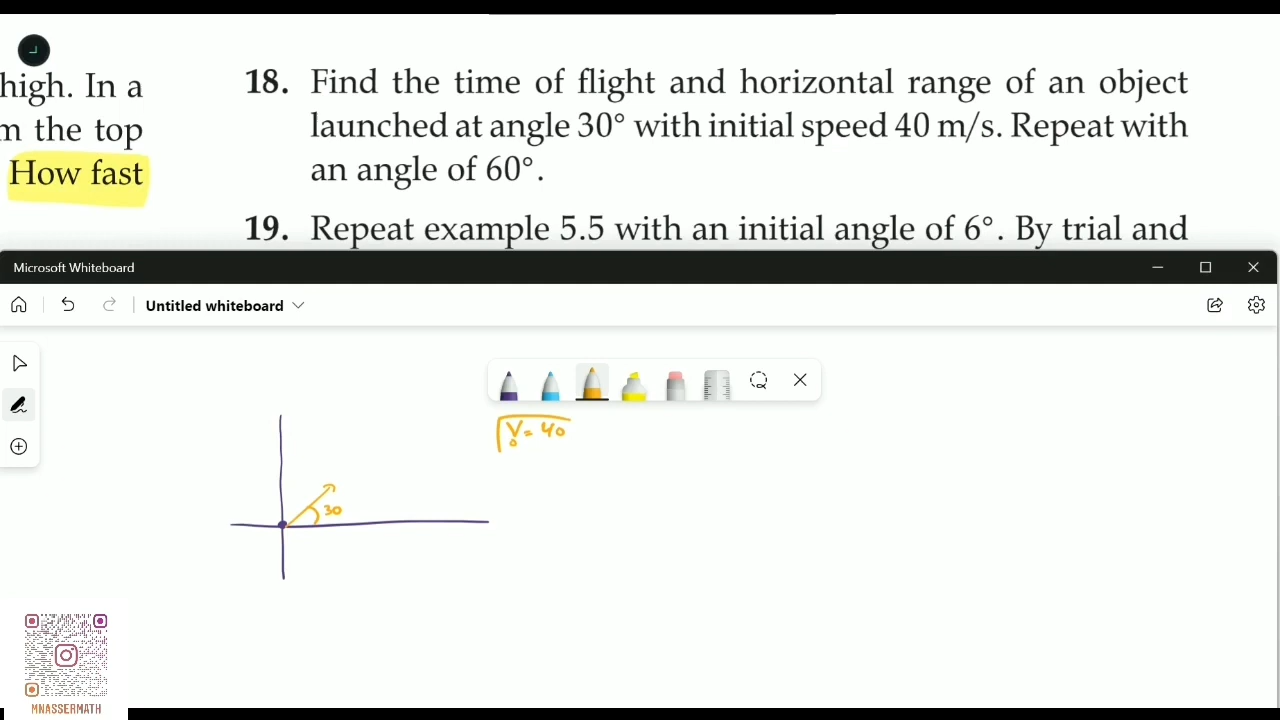 high. In a
m the top
How fast
18. Find the time of flight and horizontal range of an object
launched at angle 30° with initial speed 40 m/s. Repeat with
an angle of 60°.
19. Repeat example 5.5 with an initial angle of 6°. By trial and
Microsoft Whiteboard
Untitled whiteboard
V₀ = 40
30
MNASSERMATH